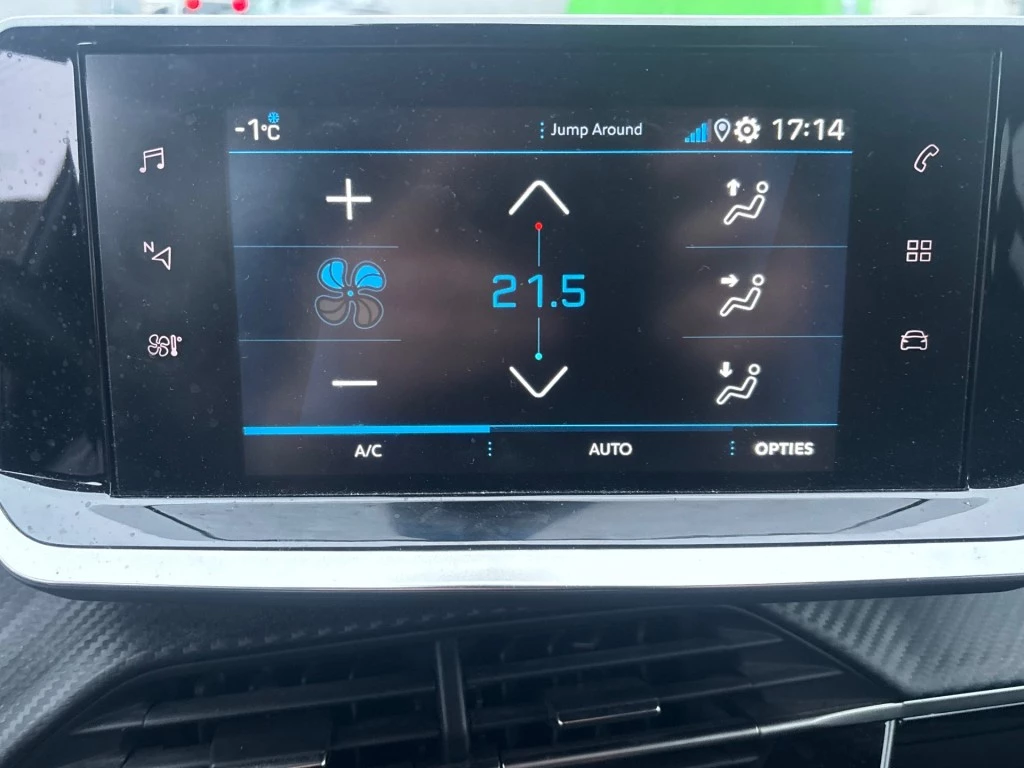 -1°C
Jump Around
17:14
N
21.5
A/C
AUTO
OPTIES